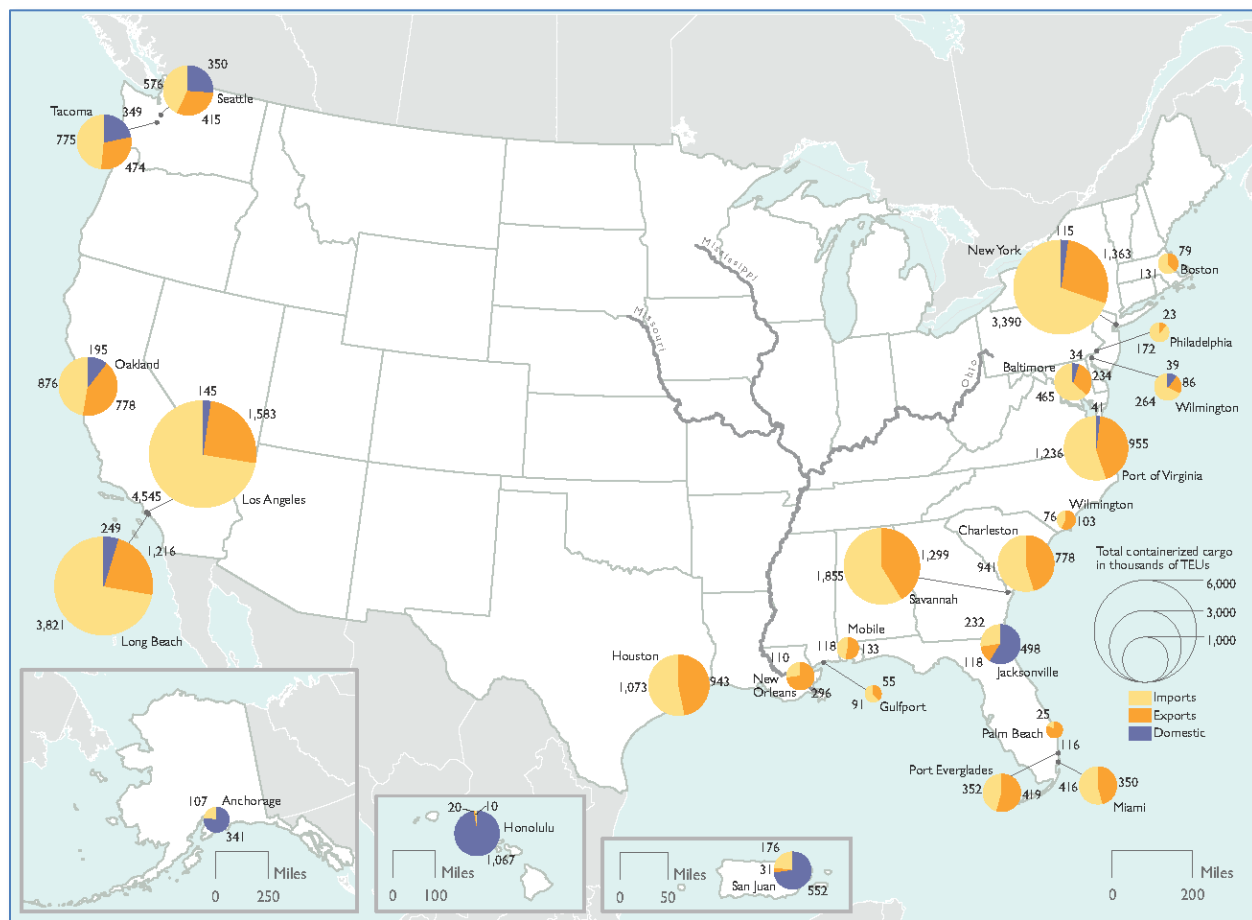 350
576
Seattle
415
Tacoma
349
775
474
Mississippi
Missouri
Ohio
115
New York
1,363
3,390
79
131
Boston
23
Philadelphia
172
34
Baltimore
234
465
39
86
264
Wilmington
41
1,236
955
Port of Virginia
195
Oakland
876
778
145
1,583
Los Angeles
4,545
249
1,216
3,821
Long Beach
76
Wilmington
103
Charleston
941
778
1,299
1,855
Savannah
Total containerized cargo
in thousands of TEUs
6,000
3,000
1,000
Imports
Exports
Domestic
232
498
118
Jacksonville
Mobile
118
133
Houston
1,073
943
110
New
Orleans
296
55
91
Gulfport
25
Palm Beach
116
Port Everglades
352
419
416
350
Miami
107
Anchorage
341
Miles
0
250
20
10
Honolulu
1,067
Miles
0
100
176
31
San Juan
552
Miles
0
50
Miles
0
200